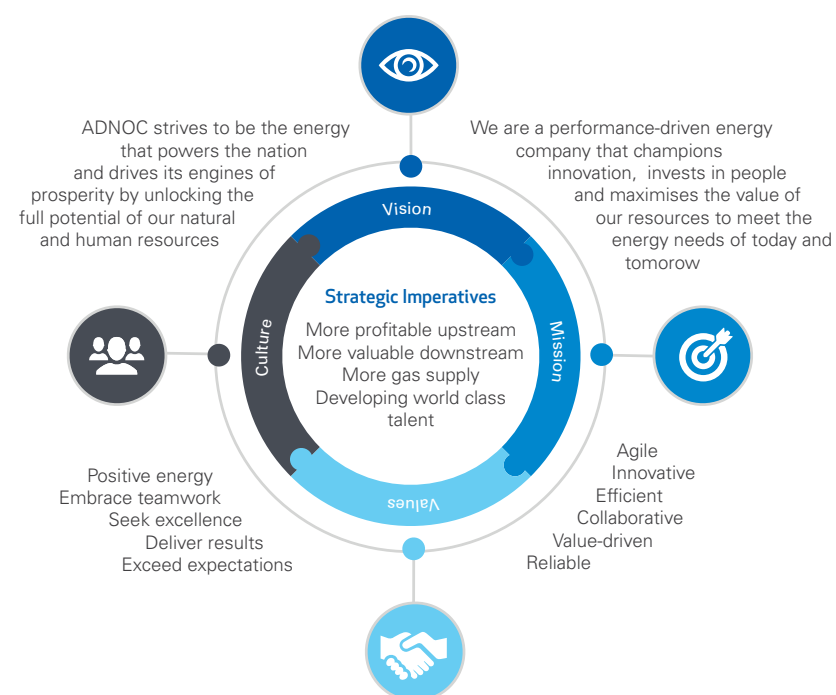 ADNOC strives to be the energy
that powers the nation
and drives its engines of
prosperity by unlocking the
full potential of our natural
and human resources
We are a performance-driven energy
company that champions
innovation, invests in people
and maximises the value of
our resources to meet the
energy needs of today and
tomorow
Vision
Culture
Strategic Imperatives
More profitable upstream
More valuable downstream
More gas supply
Developing world class
talent
Mission
Values
Positive energy
Embrace teamwork
Seek excellence
Deliver results
Exceed expectations
Agile
Innovative
Efficient
Collaborative
Value-driven
Reliable